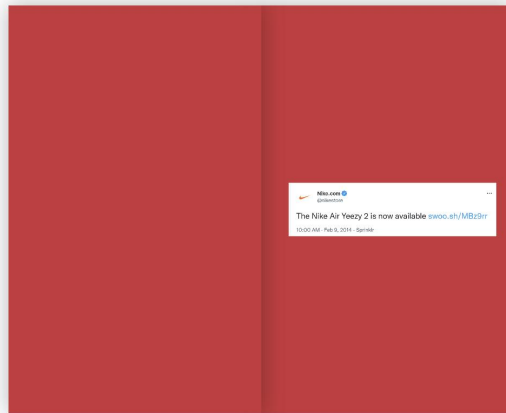 Nike.com
@nikestore
The Nike Air Yeezy 2 is now available swoo.sh/MBz9rr
10:00 AM · Feb 9, 2014 · Sprinklr